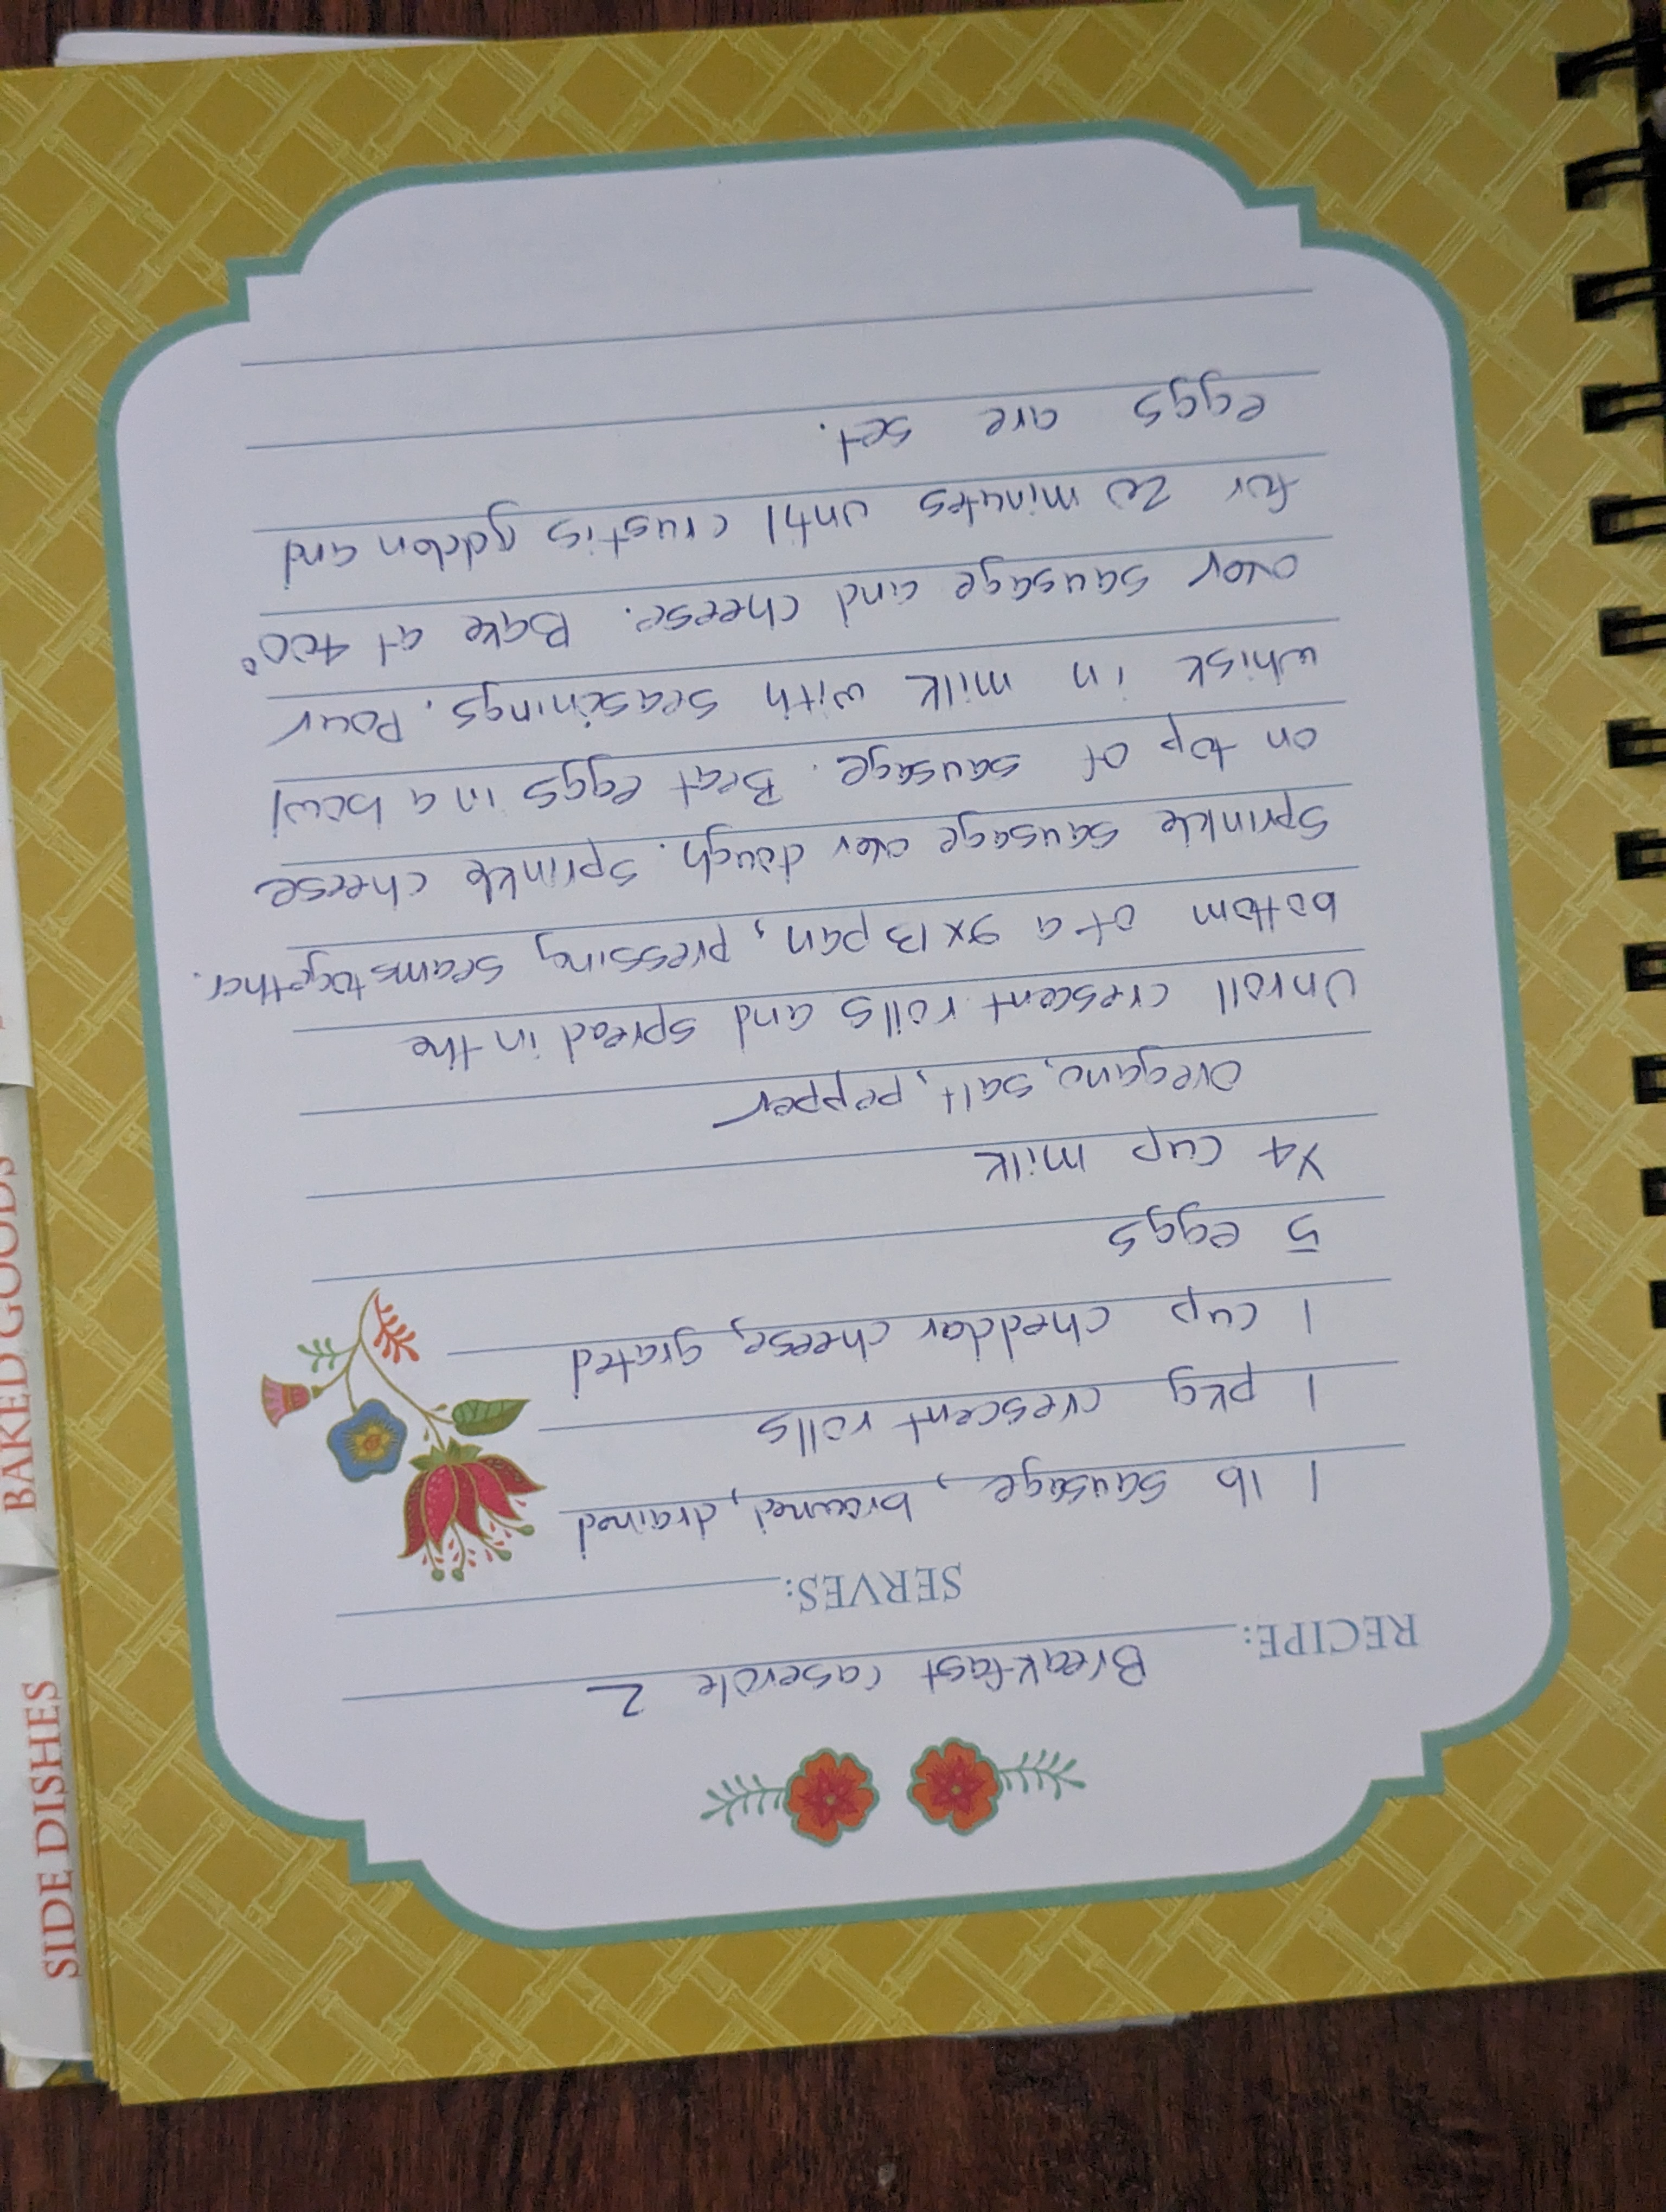 RECIPE: Breakfast caserole 2
SERVES:
1 lb sausage, browned, drained
1 pkg crescent rolls
1 cup cheddar cheese, grated
5 eggs
1/4 cup milk
oregano, salt, pepper
Unroll crescent rolls and spread in the
bottom of a 9x13 pan, pressing seams together.
Sprinkle sausage over dough. Sprinkle cheese
on top of sausage. Beat eggs in a bowl
whisk in milk with seasonings. Pour
over sausage and cheese. Bake at 400°
for 20 minutes until crust is golden and
eggs are set.
SIDE DISHES
BAKED GOODS